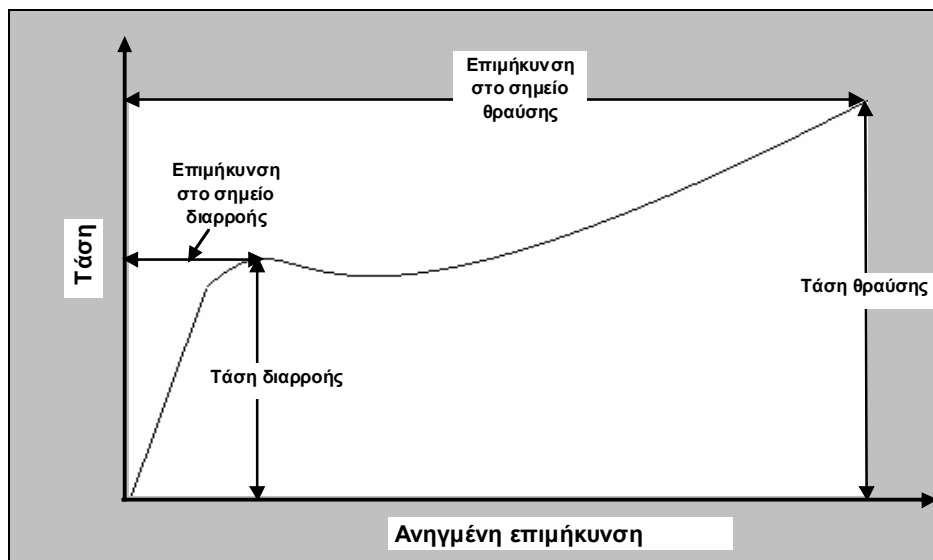 Επιμήκυνση
στο σημείο
θραύσης
Επιμήκυνση
στο σημείο
διαρροής
Τάση
Τάση θραύσης
Τάση διαρροής
Ανηγμένη επιμήκυνση